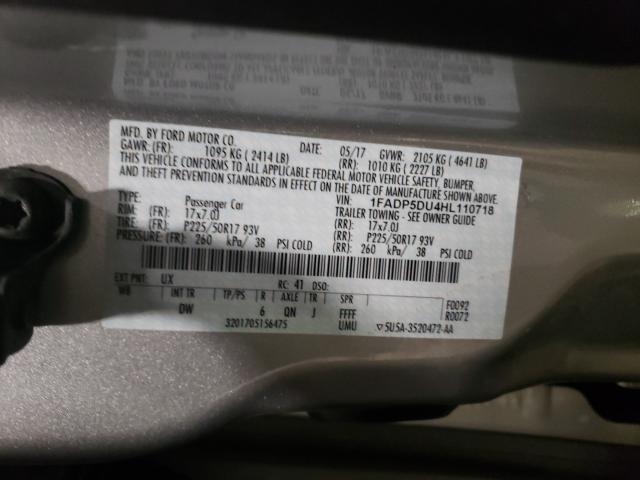 MFD. BY FORD MOTOR CO.
DATE: 05/17 GVWR: 2105 KG ( 4641 LB)
GAWR: (FR): 1095 KG ( 2414 LB) (RR): 1010 KG ( 2227 LB)
THIS VEHICLE CONFORMS TO ALL APPLICABLE FEDERAL MOTOR VEHICLE SAFETY, BUMPER,
AND THEFT PREVENTION STANDARDS IN EFFECT ON THE DATE OF MANUFACTURE SHOWN ABOVE.
VIN: 1FADP5DU4HL110718
TYPE: Passenger Car TRAILER TOWING - SEE OWNER GUIDE
RIM: 17x7.0J (RR): 17x7.0J
TIRES (FR): P225/50R17 93V (RR): P225/50R17 93V
PRESSURE: (FR): 260 kPa/ 38 PSI COLD (RR): 260 kPa/ 38 PSI COLD
EXT PNT: UX RC: 41 DSO:
WB INT TR TP/PS R AXLE TR SPR F0092
OW 6 QN J FFFF R0072
3201705156475 UMU ▽5U5A-3520472-AA